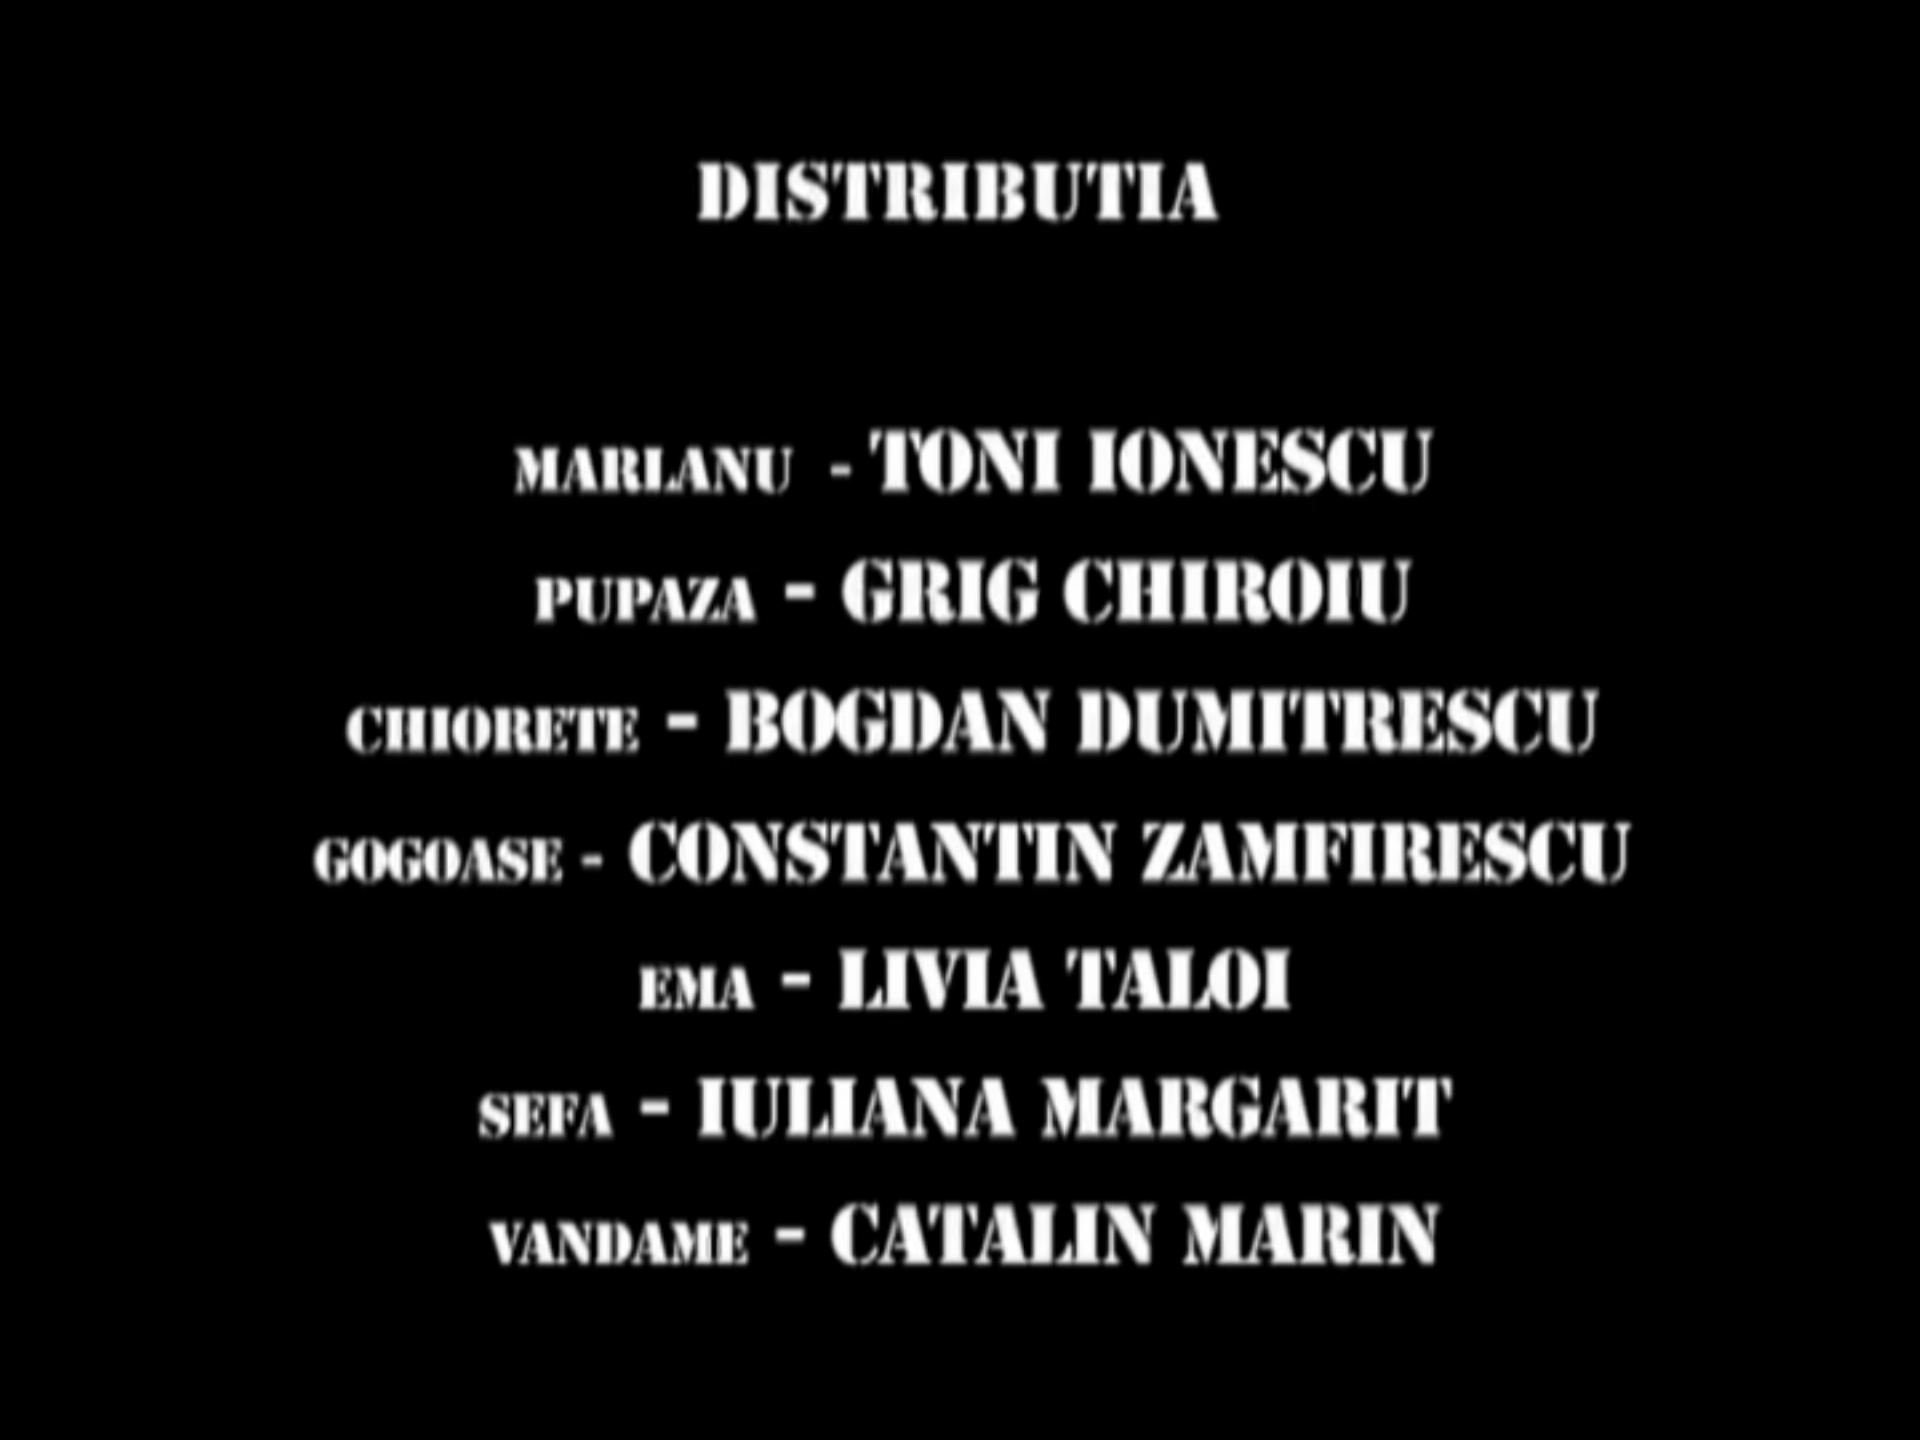 DISTRIBUTIA
MARLANU - TONI IONESCU
PUPAZA - GRIG CHIROIU
CHIORETE - BOGDAN DUMITRESCU
GOGOASE - CONSTANTIN ZAMFIRESCU
EMA - LIVIA TALOI
SEFA - IULIANA MARGARIT
VANDAME - CATALIN MARIN